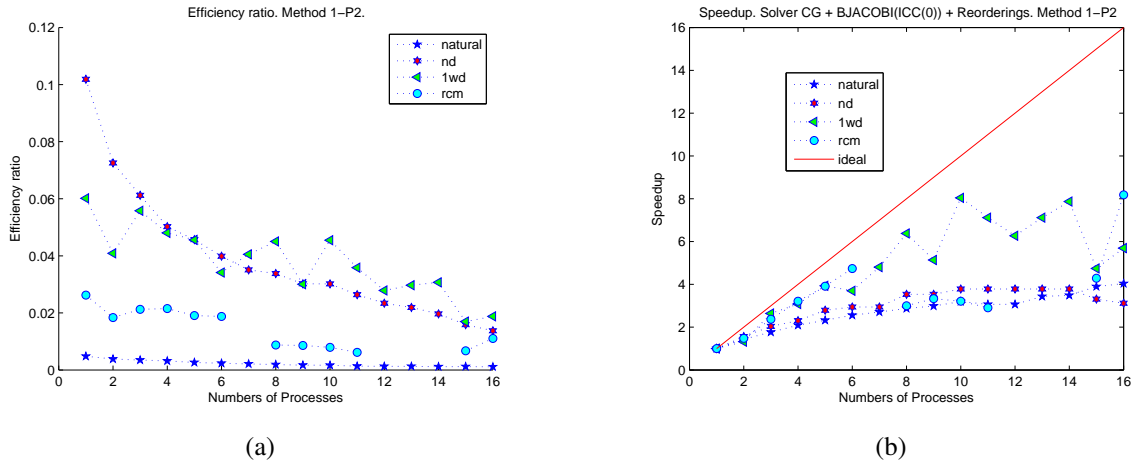 Efficiency ratio. Method 1−P2.
0.12
0.1
0.08
0.06
0.04
0.02
0
Efficiency ratio
natural
nd
1wd
rcm
0 2 4 6 8 10 12 14 16
Numbers of Processes
(a)
Speedup. Solver CG + BJACOBI(ICC(0)) + Reorderings. Method 1−P2
16
14
12
10
8
6
4
2
0
Speedup
natural
nd
1wd
rcm
ideal
0 2 4 6 8 10 12 14 16
Numbers of Processes
(b)